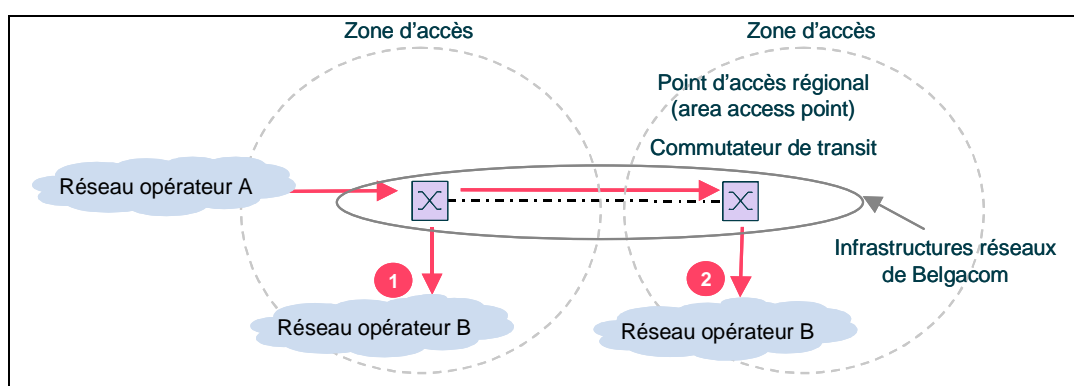 Zone d'accès
Zone d'accès
Point d'accès régional
(area access point)
Commutateur de transit
Réseau opérateur A
Infrastructures réseaux
de Belgacom
1
2
Réseau opérateur B
Réseau opérateur B